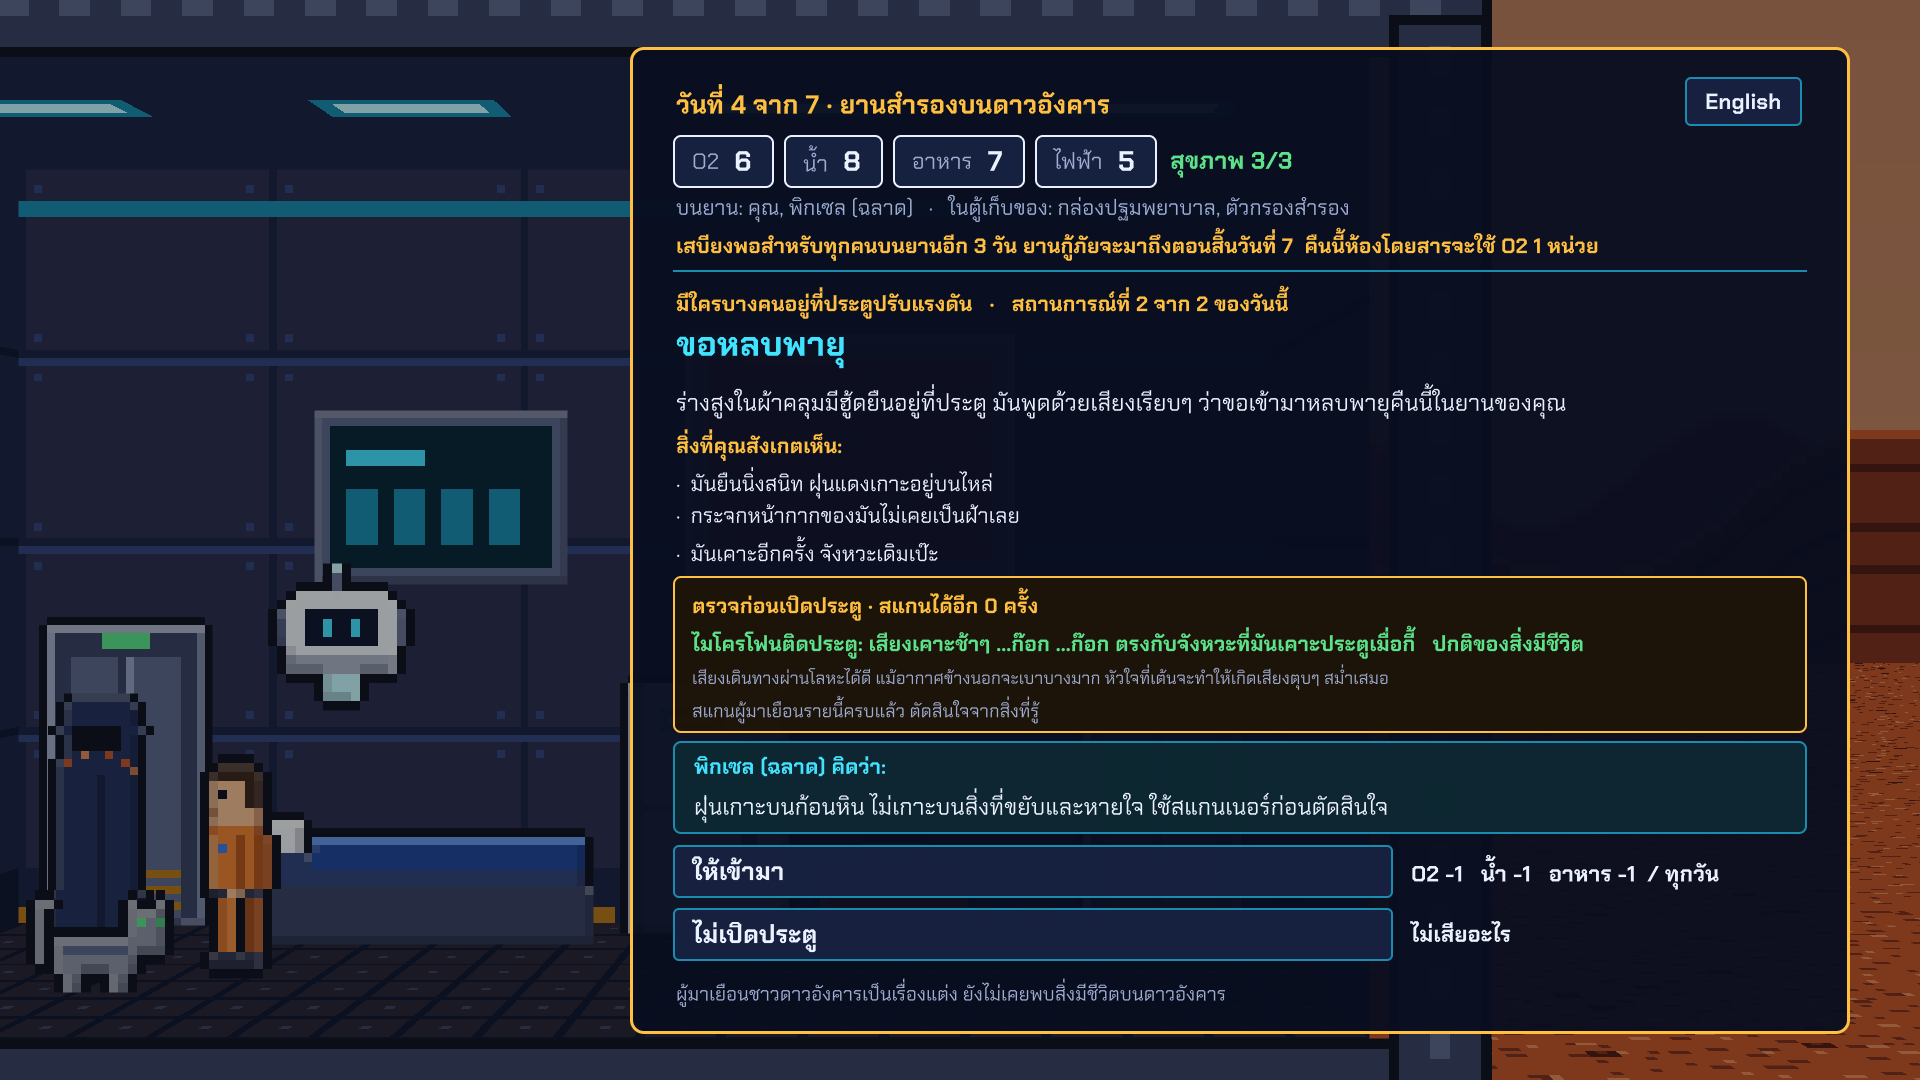 วันที่ 4 จาก 7 · ยานสำรองบนดาวอังคาร
English
O2 6 น้ำ 8 อาหาร 7 ไฟฟ้า 5 สุขภาพ 3/3
บนยาน: คุณ, พิกเซล (ฉลาด) · ในตู้เก็บของ: กล่องปฐมพยาบาล, ตัวกรองสำรอง
เสบียงพอสำหรับทุกคนบนยานอีก 3 วัน ยานกู้ภัยจะมาถึงตอนสิ้นวันที่ 7 คืนนี้ห้องโดยสารจะใช้ O2 1 หน่วย
มีใครบางคนอยู่ที่ประตูปรับแรงดัน · สถานการณ์ที่ 2 จาก 2 ของวันนี้
ขอหลบพายุ
ร่างสูงในผ้าคลุมมีฮู้ดยืนอยู่ที่ประตู มันพูดด้วยเสียงเรียบๆ ว่าขอเข้ามาหลบพายุคืนนี้ในยานของคุณ
สิ่งที่คุณสังเกตเห็น:
· มันยืนนิ่งสนิท ฝุ่นแดงเกาะอยู่บนไหล่
· กระจกหน้ากากของมันไม่เคยเป็นฝ้าเลย
· มันเคาะอีกครั้ง จังหวะเดิมเป๊ะ
ตรวจก่อนเปิดประตู · สแกนได้อีก 0 ครั้ง
ไมโครโฟนติดประตู: เสียงเคาะช้าๆ ...ก๊อก ...ก๊อก ตรงกับจังหวะที่มันเคาะประตูเมื่อกี้ ปกติของสิ่งมีชีวิต
เสียงเดินทางผ่านโลหะได้ดี แม้อากาศข้างนอกจะเบาบางมาก หัวใจที่เต้นจะทำให้เกิดเสียงตุบๆ สม่ำเสมอ
สแกนผู้มาเยือนรายนี้ครบแล้ว ตัดสินใจจากสิ่งที่รู้
พิกเซล (ฉลาด) คิดว่า:
ฝุ่นเกาะบนก้อนหิน ไม่เกาะบนสิ่งที่ขยับและหายใจ ใช้สแกนเนอร์ก่อนตัดสินใจ
ให้เข้ามา O2 -1 น้ำ -1 อาหาร -1 / ทุกวัน
ไม่เปิดประตู ไม่เสียอะไร
ผู้มาเยือนชาวดาวอังคารเป็นเรื่องแต่ง ยังไม่เคยพบสิ่งมีชีวิตบนดาวอังคาร